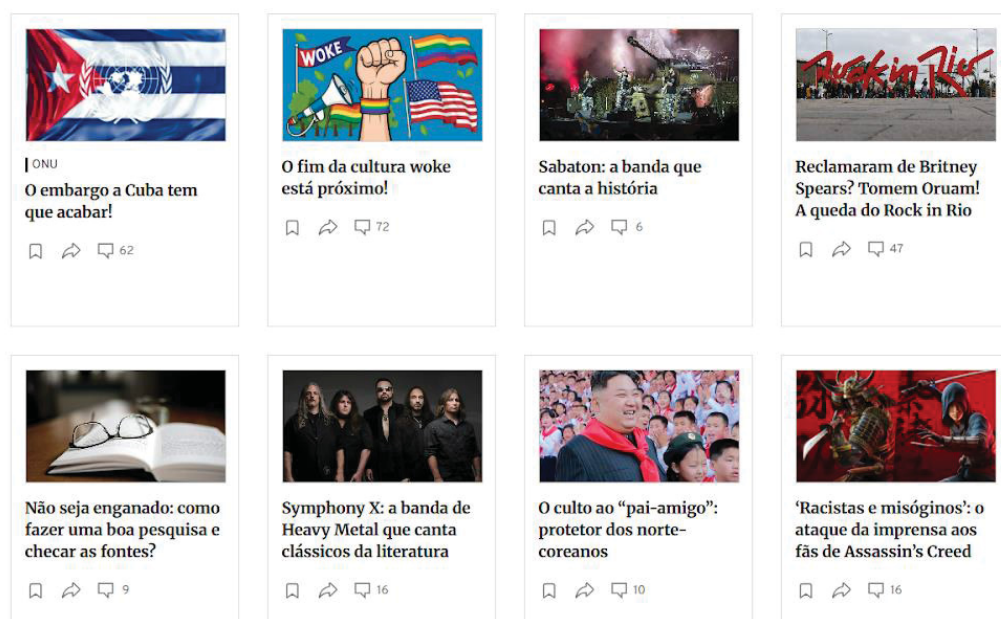 ONU
O embargo a Cuba tem
que acabar!
62
WOKE
O fim da cultura woke
está próximo!
72
Sabaton: a banda que
canta a história
6
Rock in Rio
Reclamaram de Britney
Spears? Tomem Oruam!
A queda do Rock in Rio
47
Não seja enganado: como
fazer uma boa pesquisa e
checar as fontes?
9
Symphony X: a banda de
Heavy Metal que canta
clássicos da literatura
16
O culto ao “pai-amigo”:
protetor dos norte-
coreanos
10
‘Racistas e misóginos’: o
ataque da imprensa aos
fãs de Assassin’s Creed
16